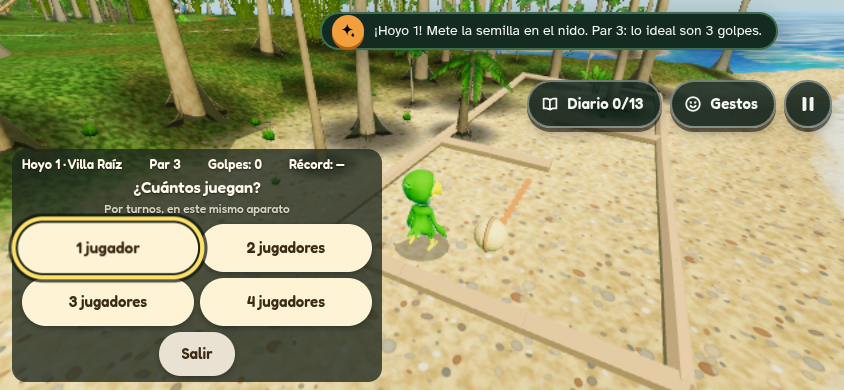 ¡Hoyo 1! Mete la semilla en el nido. Par 3: lo ideal son 3 golpes.
Diario 0/13
Gestos
Hoyo 1 · Villa Raíz Par 3 Golpes: 0 Récord: –
¿Cuántos juegan?
Por turnos, en este mismo aparato
1 jugador
2 jugadores
3 jugadores
4 jugadores
Salir